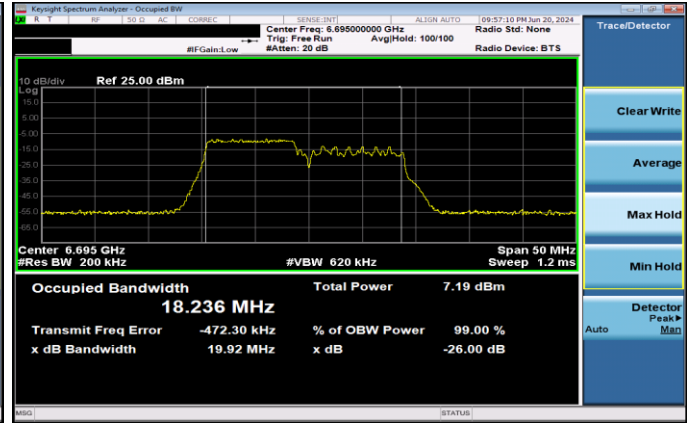 Keysight Spectrum Analyzer - Occupied BW
R T RF 50 Ω AC CORREC SENSE:INT ALIGN AUTO 09:57:10 PM Jun 20, 2024
Center Freq: 6.695000000 GHz Radio Std: None
Trig: Free Run Avg|Hold: 100/100
#IFGain:Low #Atten: 20 dB Radio Device: BTS
Trace/Detector
10 dB/div Ref 25.00 dBm
Log
15.0
5.00
-5.00
-15.0
-25.0
-35.0
-45.0
-55.0
-65.0
Center 6.695 GHz Span 50 MHz
#Res BW 200 kHz #VBW 620 kHz Sweep 1.2 ms
Occupied Bandwidth Total Power 7.19 dBm
18.236 MHz
Transmit Freq Error -472.30 kHz % of OBW Power 99.00 %
x dB Bandwidth 19.92 MHz x dB -26.00 dB
Clear Write
Average
Max Hold
Min Hold
Detector
Peak▶
Auto Man
MSG STATUS